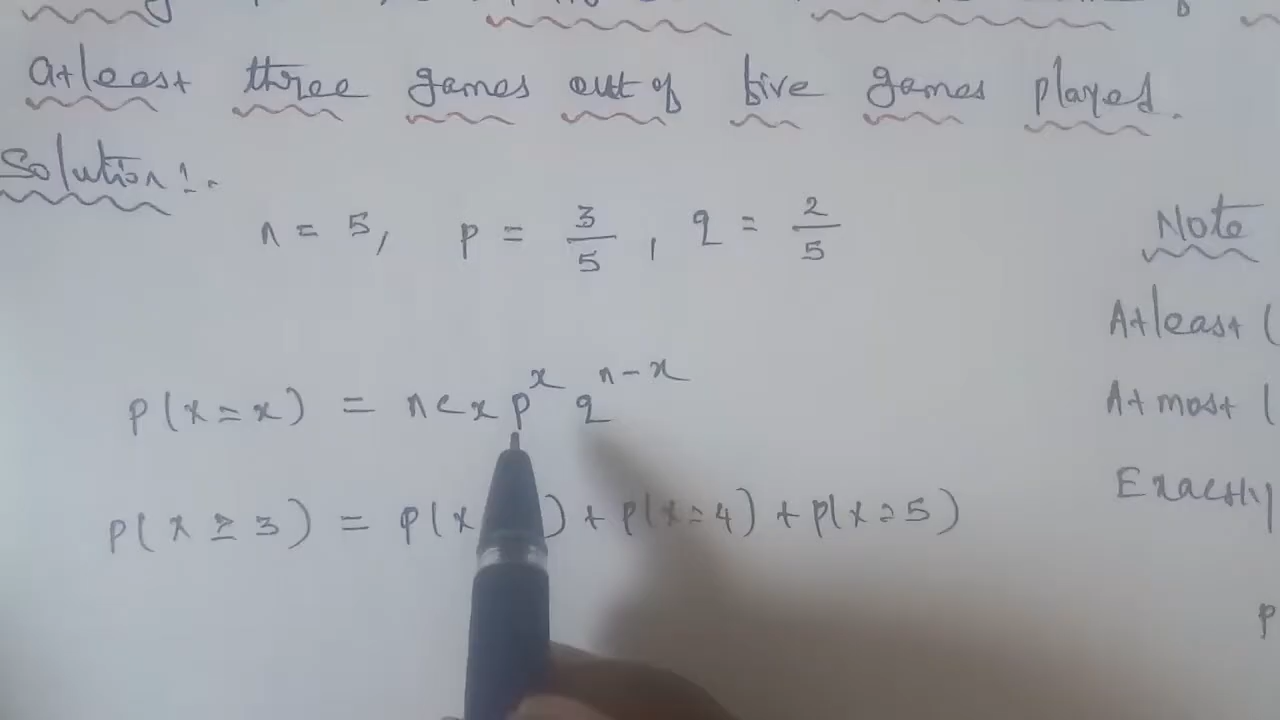 atleast three games out of five games played.
Solution:-
n = 5, p = 3/5, q = 2/5
Note
p(x=x) = ncx p^x q^n-x
Atleast (
Atmost (
Exactly
p(x ≥ 3) = p(x ) + p(x=4) + p(x=5)
p